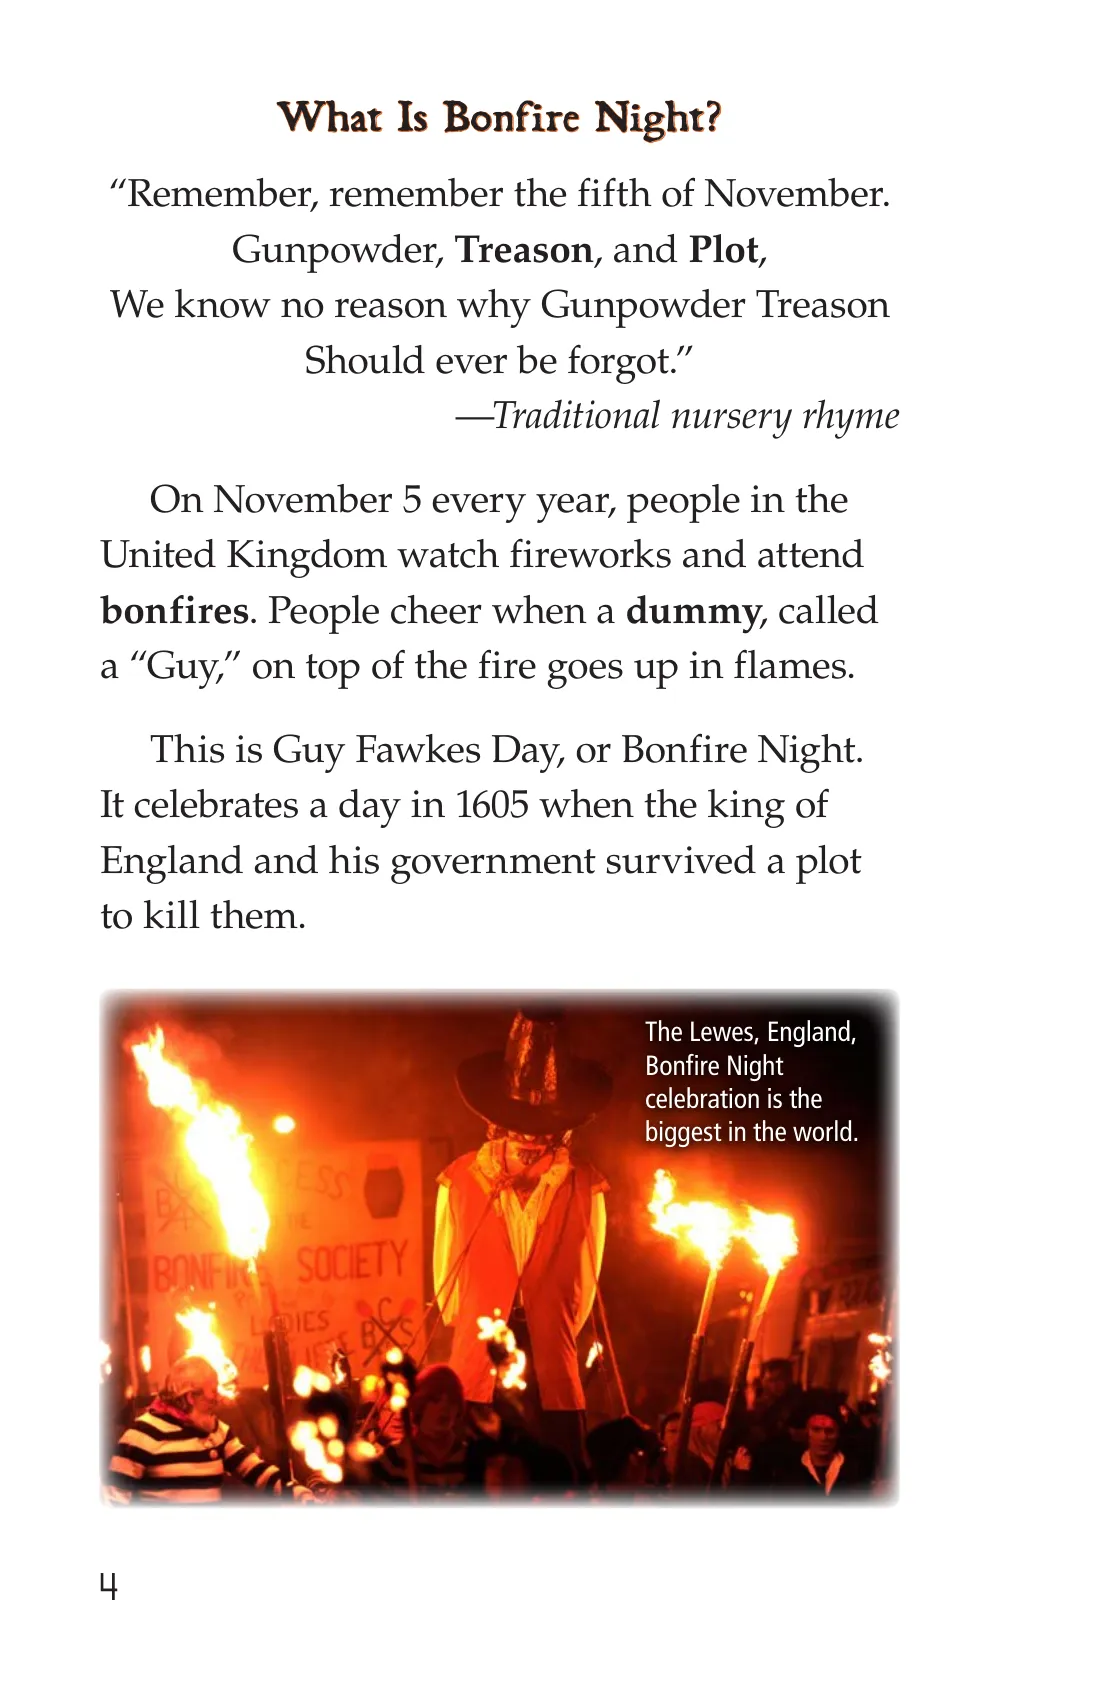 What Is Bonfire Night?
“Remember, remember the fifth of November.
Gunpowder, Treason, and Plot,
We know no reason why Gunpowder Treason
Should ever be forgot.”
—Traditional nursery rhyme
On November 5 every year, people in the
United Kingdom watch fireworks and attend
bonfires. People cheer when a dummy, called
a “Guy,” on top of the fire goes up in flames.
This is Guy Fawkes Day, or Bonfire Night.
It celebrates a day in 1605 when the king of
England and his government survived a plot
to kill them.
The Lewes, England,
Bonfire Night
celebration is the
biggest in the world.
BONFIRE SOCIETY
LADIES
4